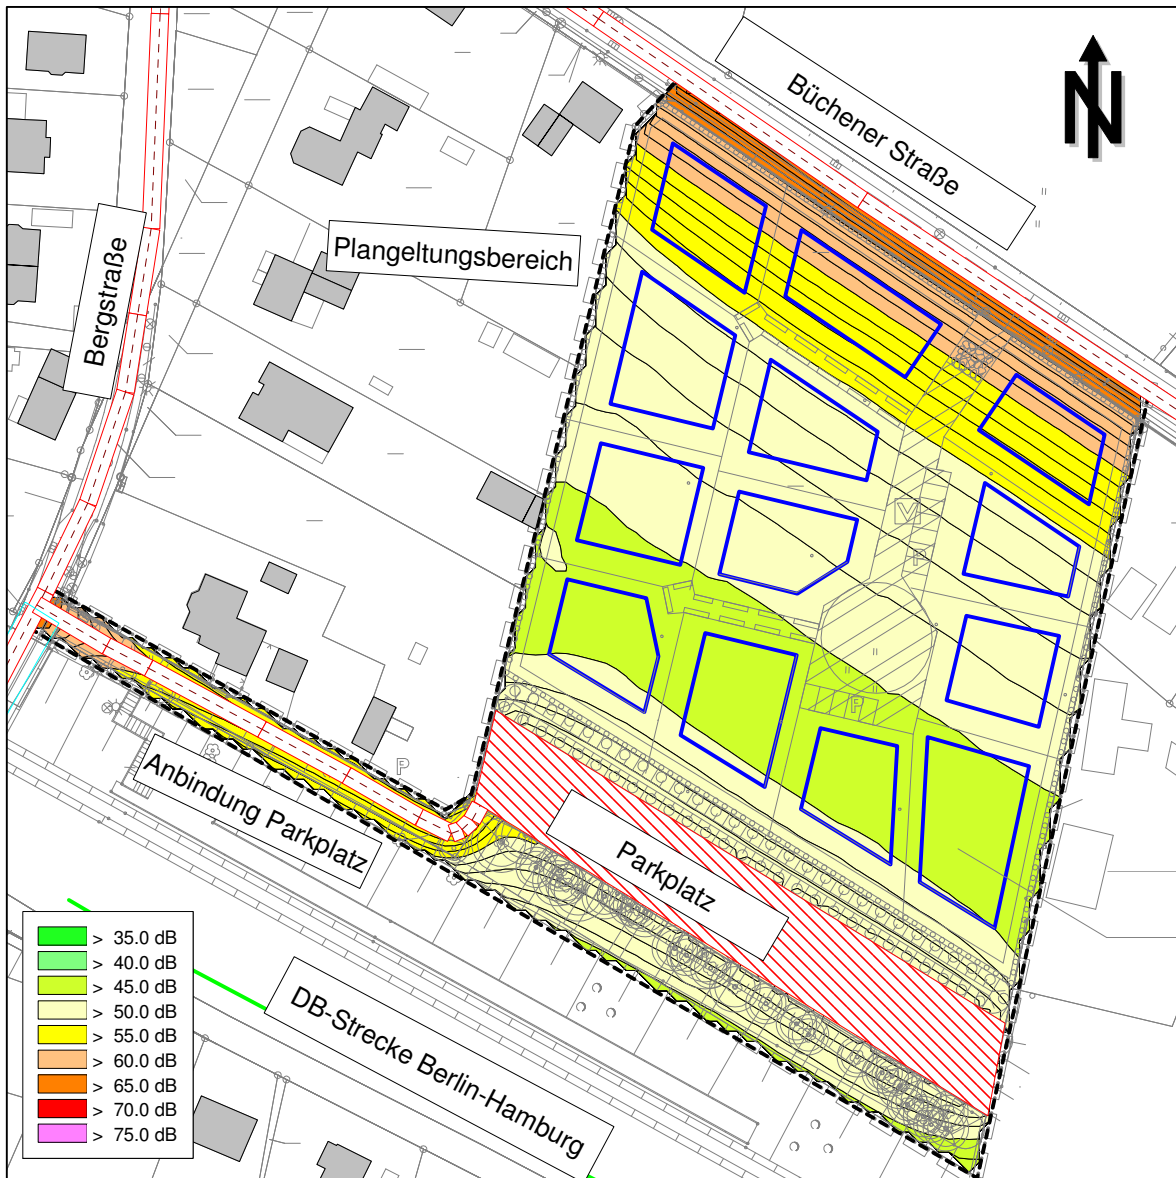 N
Büchener Straße
Plangeltungsbereich
Bergstraße
V
P
P
P
Anbindung Parkplatz
Parkplatz
DB-Strecke Berlin-Hamburg
> 35.0 dB
> 40.0 dB
> 45.0 dB
> 50.0 dB
> 55.0 dB
> 60.0 dB
> 65.0 dB
> 70.0 dB
> 75.0 dB